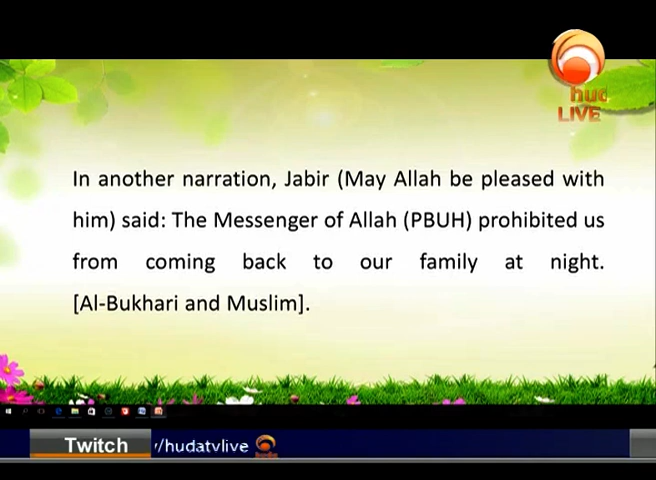 hud
LIVE
In another narration, Jabir (May Allah be pleased with
him) said: The Messenger of Allah (PBUH) prohibited us
from coming back to our family at night.
[Al-Bukhari and Muslim].
Twitch /hudatvlive